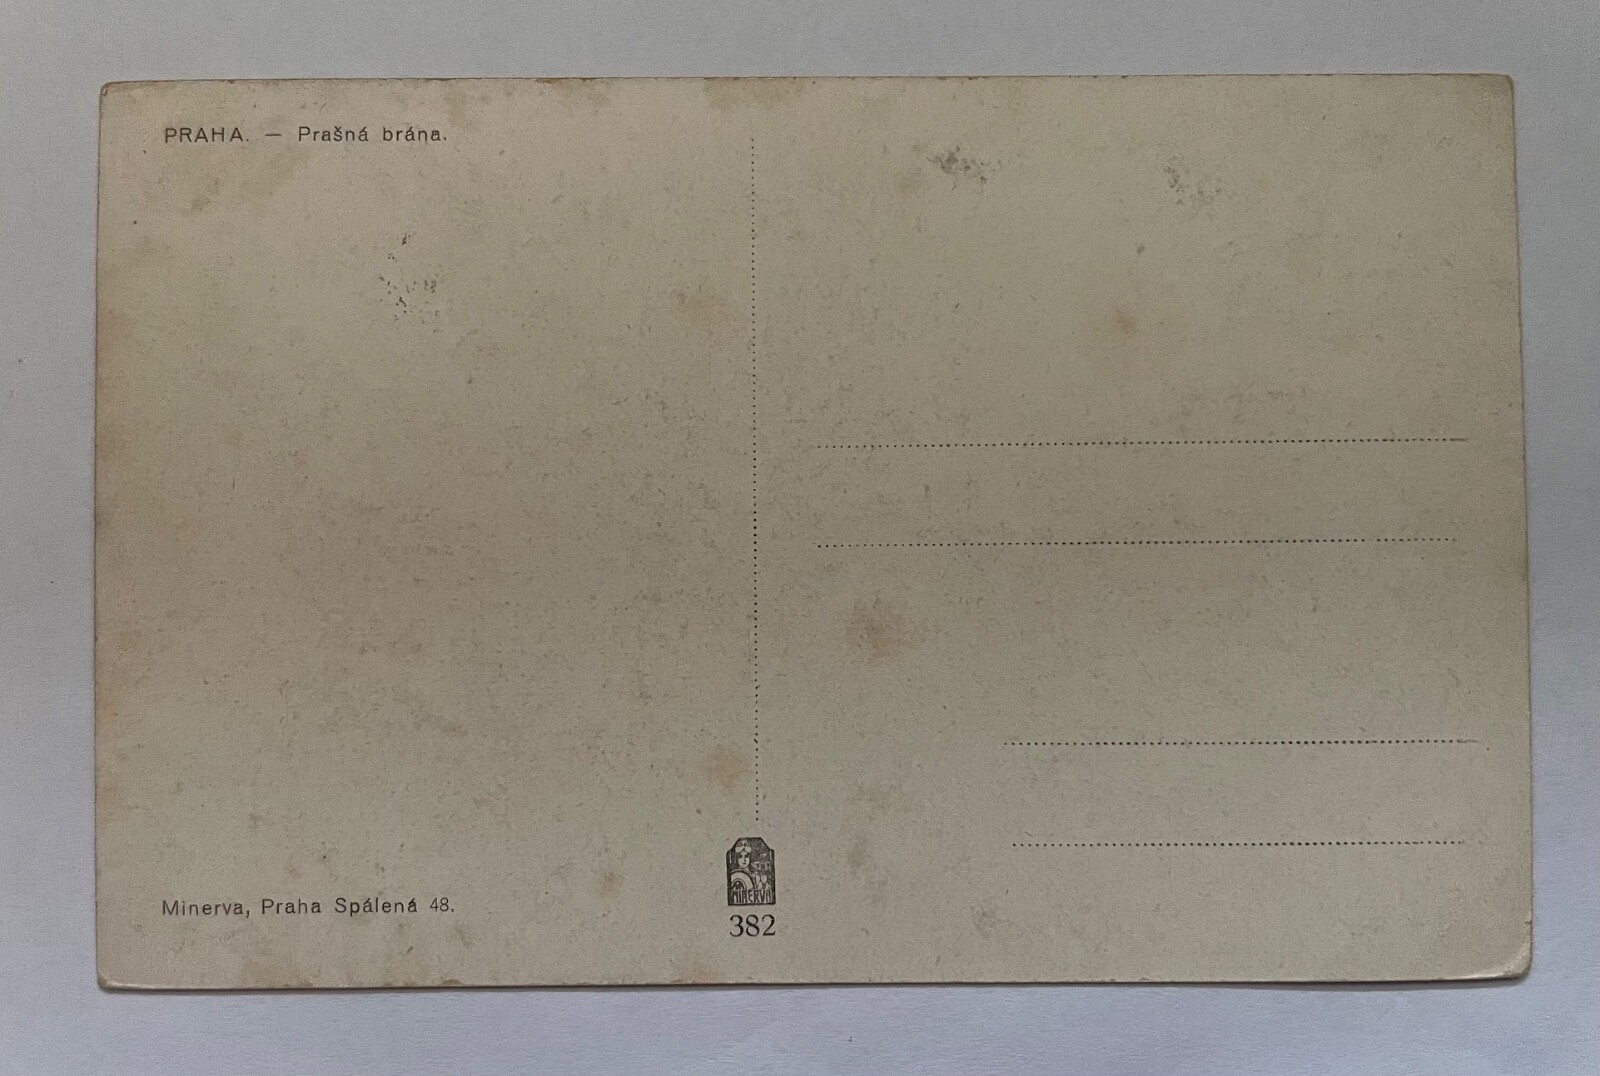 PRAHA. — Prašná brána.
Minerva, Praha Spálená 48.
MINERVA
382